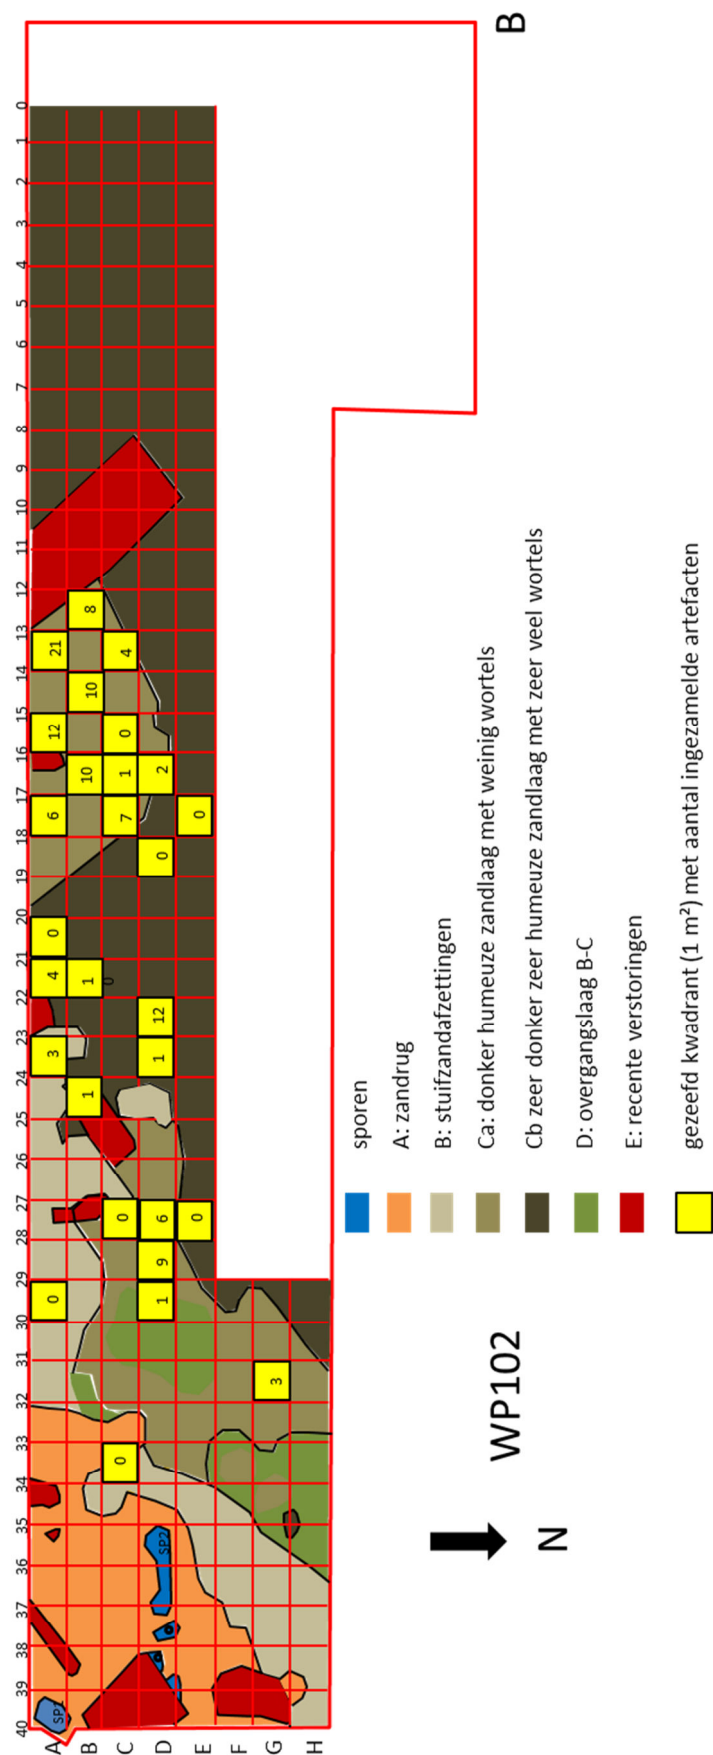 40 39 38 37 36 35 34 33 32 31 30 29 28 27 26 25 24 23 22 21 20 19 18 17 16 15 14 13 12 11 10 9 8 7 6 5 4 3 2 1 0
A SP1 0 3 4 0 6 12 21
B 1 1 10 10 8
C 0 0 0 7 1 0 4
D SP2 1 9 6 1 12 0 2
E 0 0
F
G 3
H
sporen
A: zandrug
B: stuifzandafzettingen
Ca: donker humeuze zandlaag met weinig wortels
Cb zeer donker zeer humeuze zandlaag met zeer veel wortels
D: overgangslaag B-C
E: recente verstoringen
gezeefd kwadrant (1 m²) met aantal ingezamelde artefacten
WP102
N
B